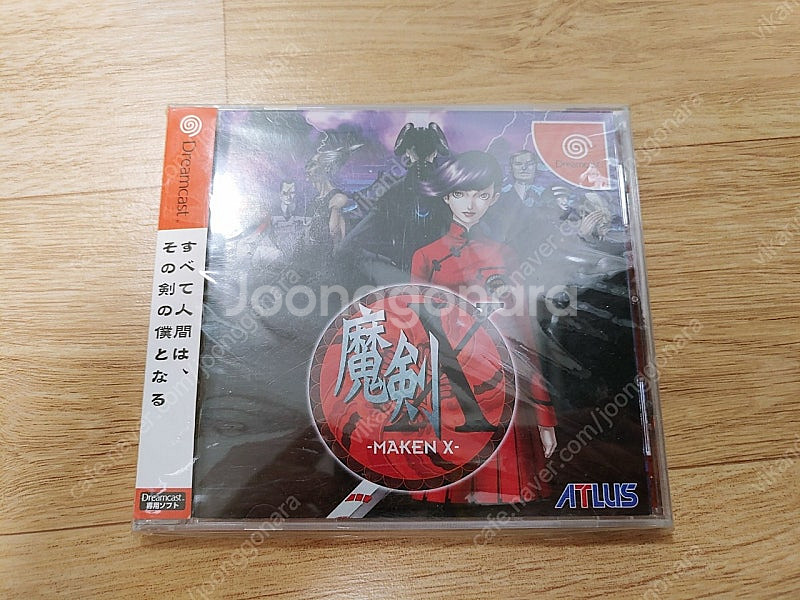 Dreamcast
すべて人間は、
その剣の僕となる
Dreamcast
専用ソフト
Dreamcast
魔剣
X
-MAKEN X-
ATLUS
Joonggonara
vikander
cafe.naver.com/joonggonara